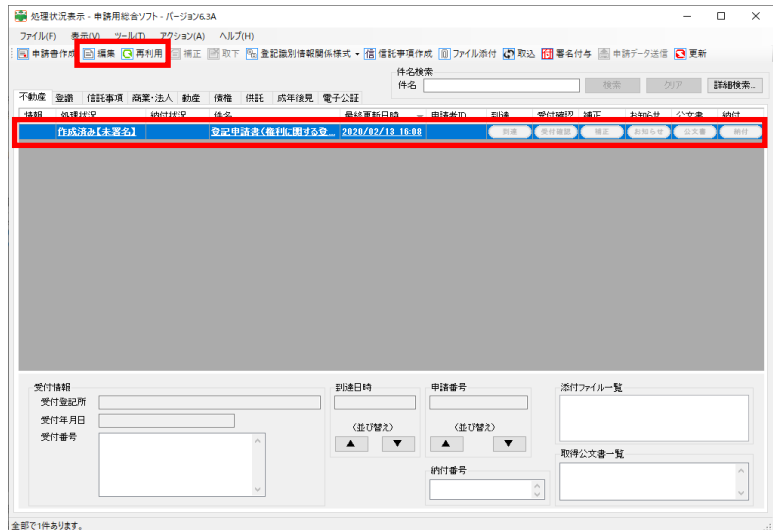 処理状況表示 - 申請用総合ソフト - バージョン6.3A
ファイル(F) 表示(V) ツール(T) アクション(A) ヘルプ(H)
申請書作成 編集 再利用 補正 取下 登記識別情報関係様式 信 信託事項作成 ファイル添付 取込 署名付与 申請データ送信 更新
件名検索
件名 検索 クリア 詳細検索...
不動産 登識 信託事項 商業・法人 動産 債権 供託 成年後見 電子公証
情報 処理状況 納付状況 件名 最終更新日時 申請者ID 到達 受付確認 補正 お知らせ 公文書 納付
作成済み【未署名】 登記申請書(権利に関する登... 2020/02/13 16:08 到達 受付確認 補正 お知らせ 公文書 納付
受付情報 到達日時 申請番号 添付ファイル一覧
受付登記所
受付年月日 〈並び替え〉 〈並び替え〉
受付番号 ▲ ▼ ▲ ▼
取得公文書一覧
納付番号
全部で1件あります。